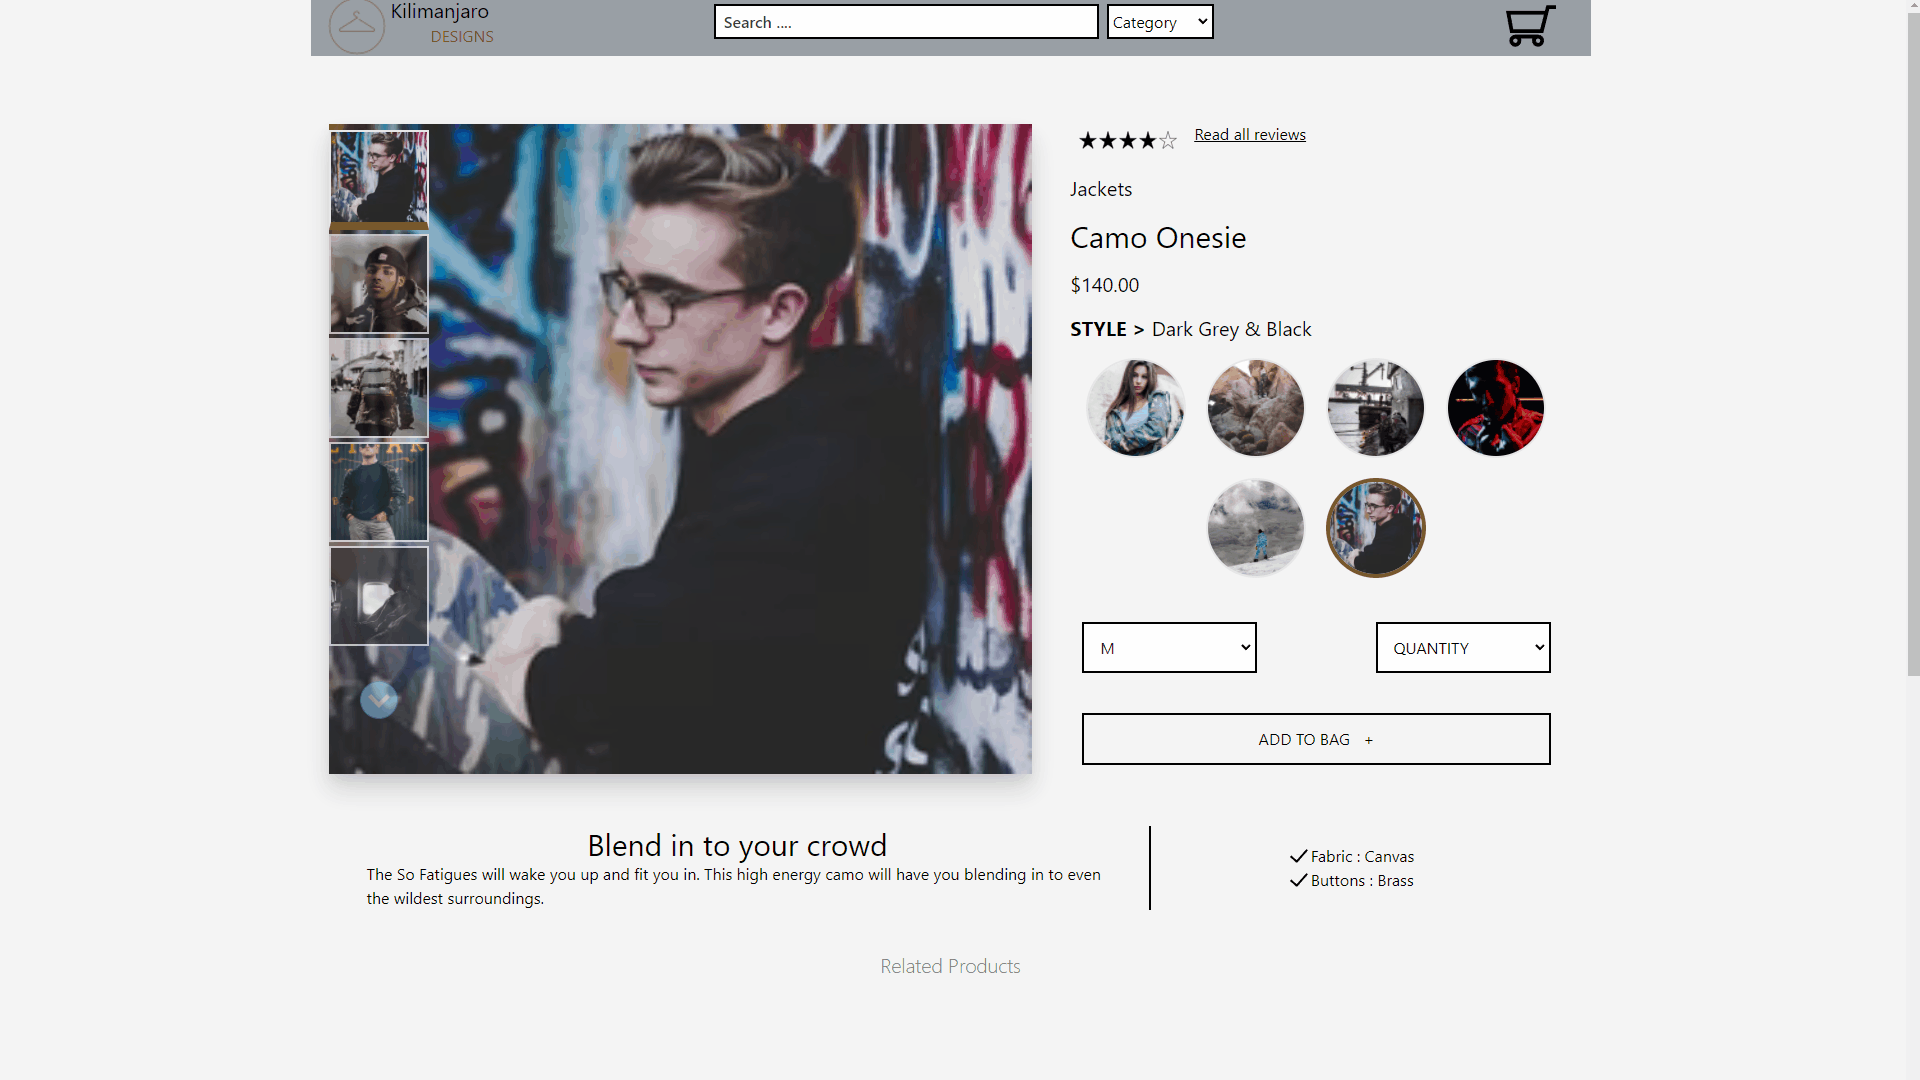 Kilimanjaro
DESIGNS
Search ....
Category
★★★★☆ Read all reviews
Jackets
Camo Onesie
$140.00
STYLE > Dark Grey & Black
M
QUANTITY
ADD TO BAG +
Blend in to your crowd
The So Fatigues will wake you up and fit you in. This high energy camo will have you blending in to even
the wildest surroundings.
Fabric : Canvas
Buttons : Brass
Related Products